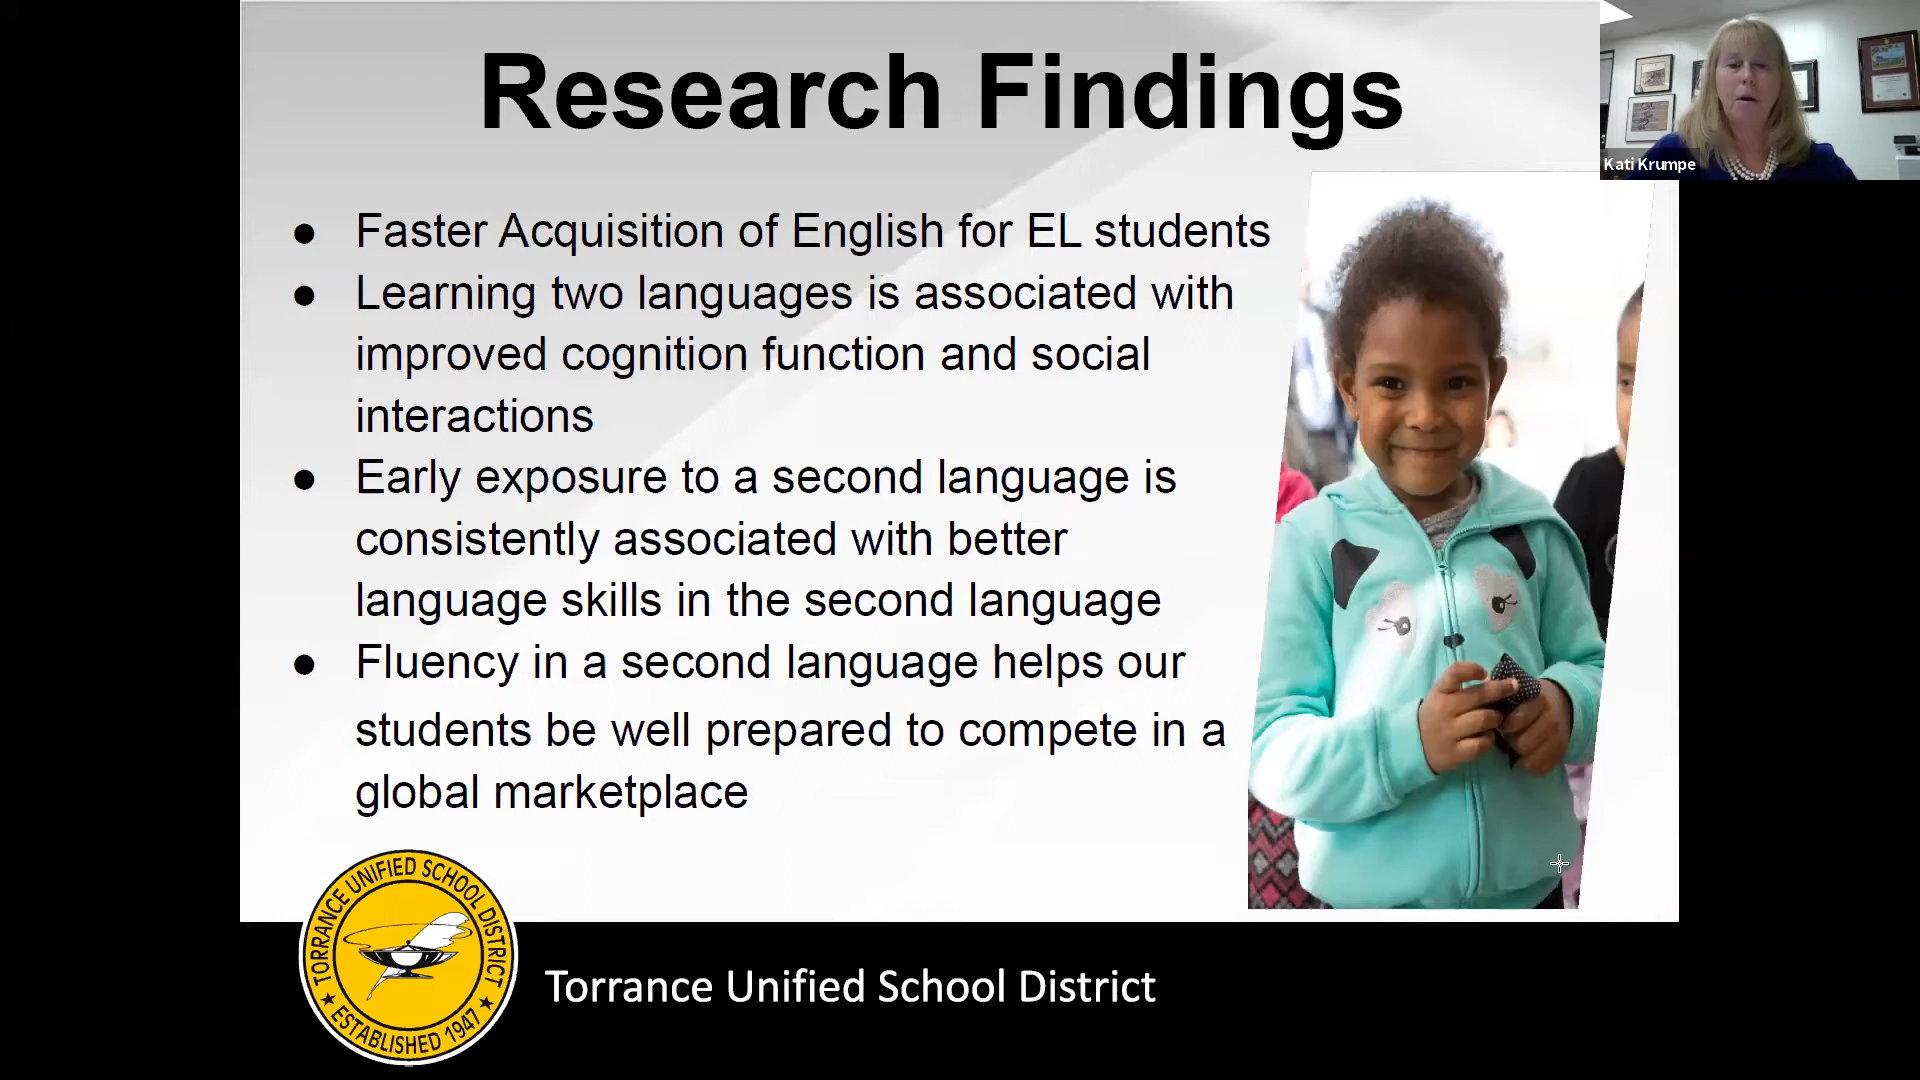 Research Findings
Kati Krumpe
● Faster Acquisition of English for EL students
● Learning two languages is associated with
improved cognition function and social
interactions
● Early exposure to a second language is
consistently associated with better
language skills in the second language
● Fluency in a second language helps our
students be well prepared to compete in a
global marketplace
TORRANCE UNIFIED SCHOOL DISTRICT
★ ESTABLISHED 1947 ★
Torrance Unified School District